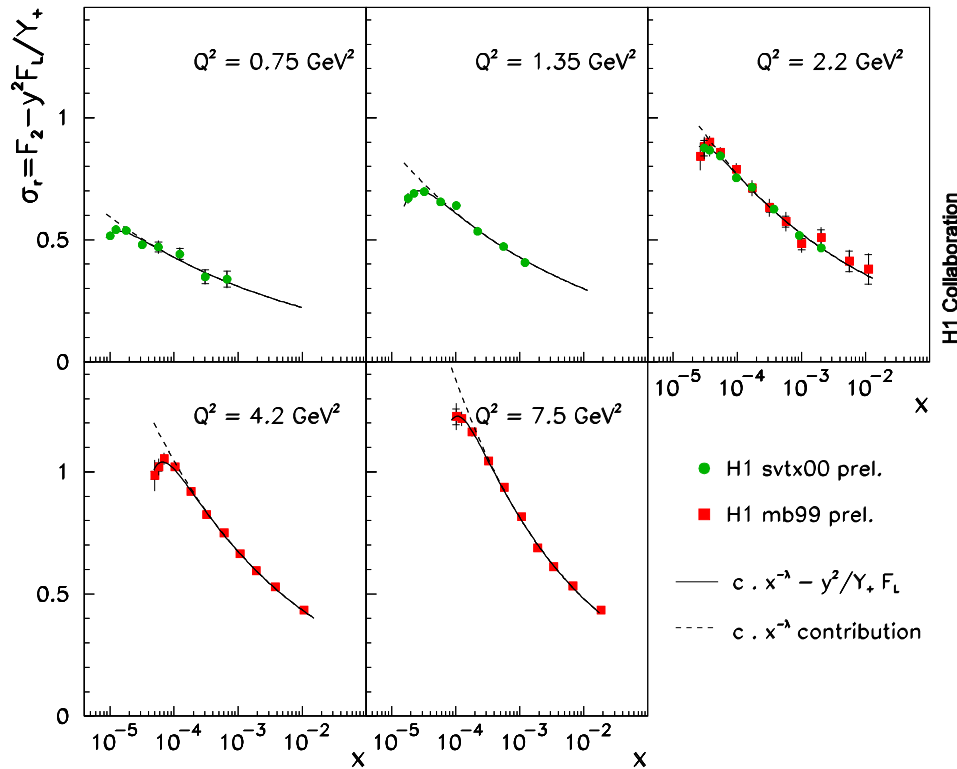 σᵣ = F₂ – y²F_L/Y₊
Q² = 0.75 GeV²
Q² = 1.35 GeV²
Q² = 2.2 GeV²
1
0.5
0
H1 Collaboration
10⁻⁵ 10⁻⁴ 10⁻³ 10⁻²
x
Q² = 4.2 GeV²
Q² = 7.5 GeV²
1
0.5
0
H1 svtx00 prel.
H1 mb99 prel.
c . x^-λ – y²/Y₊ F_L
c . x^-λ contribution
10⁻⁵ 10⁻⁴ 10⁻³ 10⁻²
x
10⁻⁵ 10⁻⁴ 10⁻³ 10⁻²
x